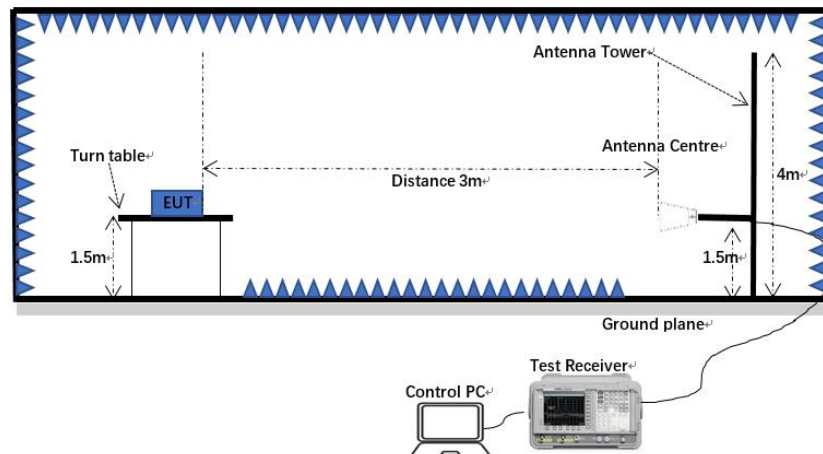 Antenna Tower
Turn table
Antenna Centre
Distance 3m
4m
EUT
1.5m
1.5m
Ground plane
Test Receiver
Control PC